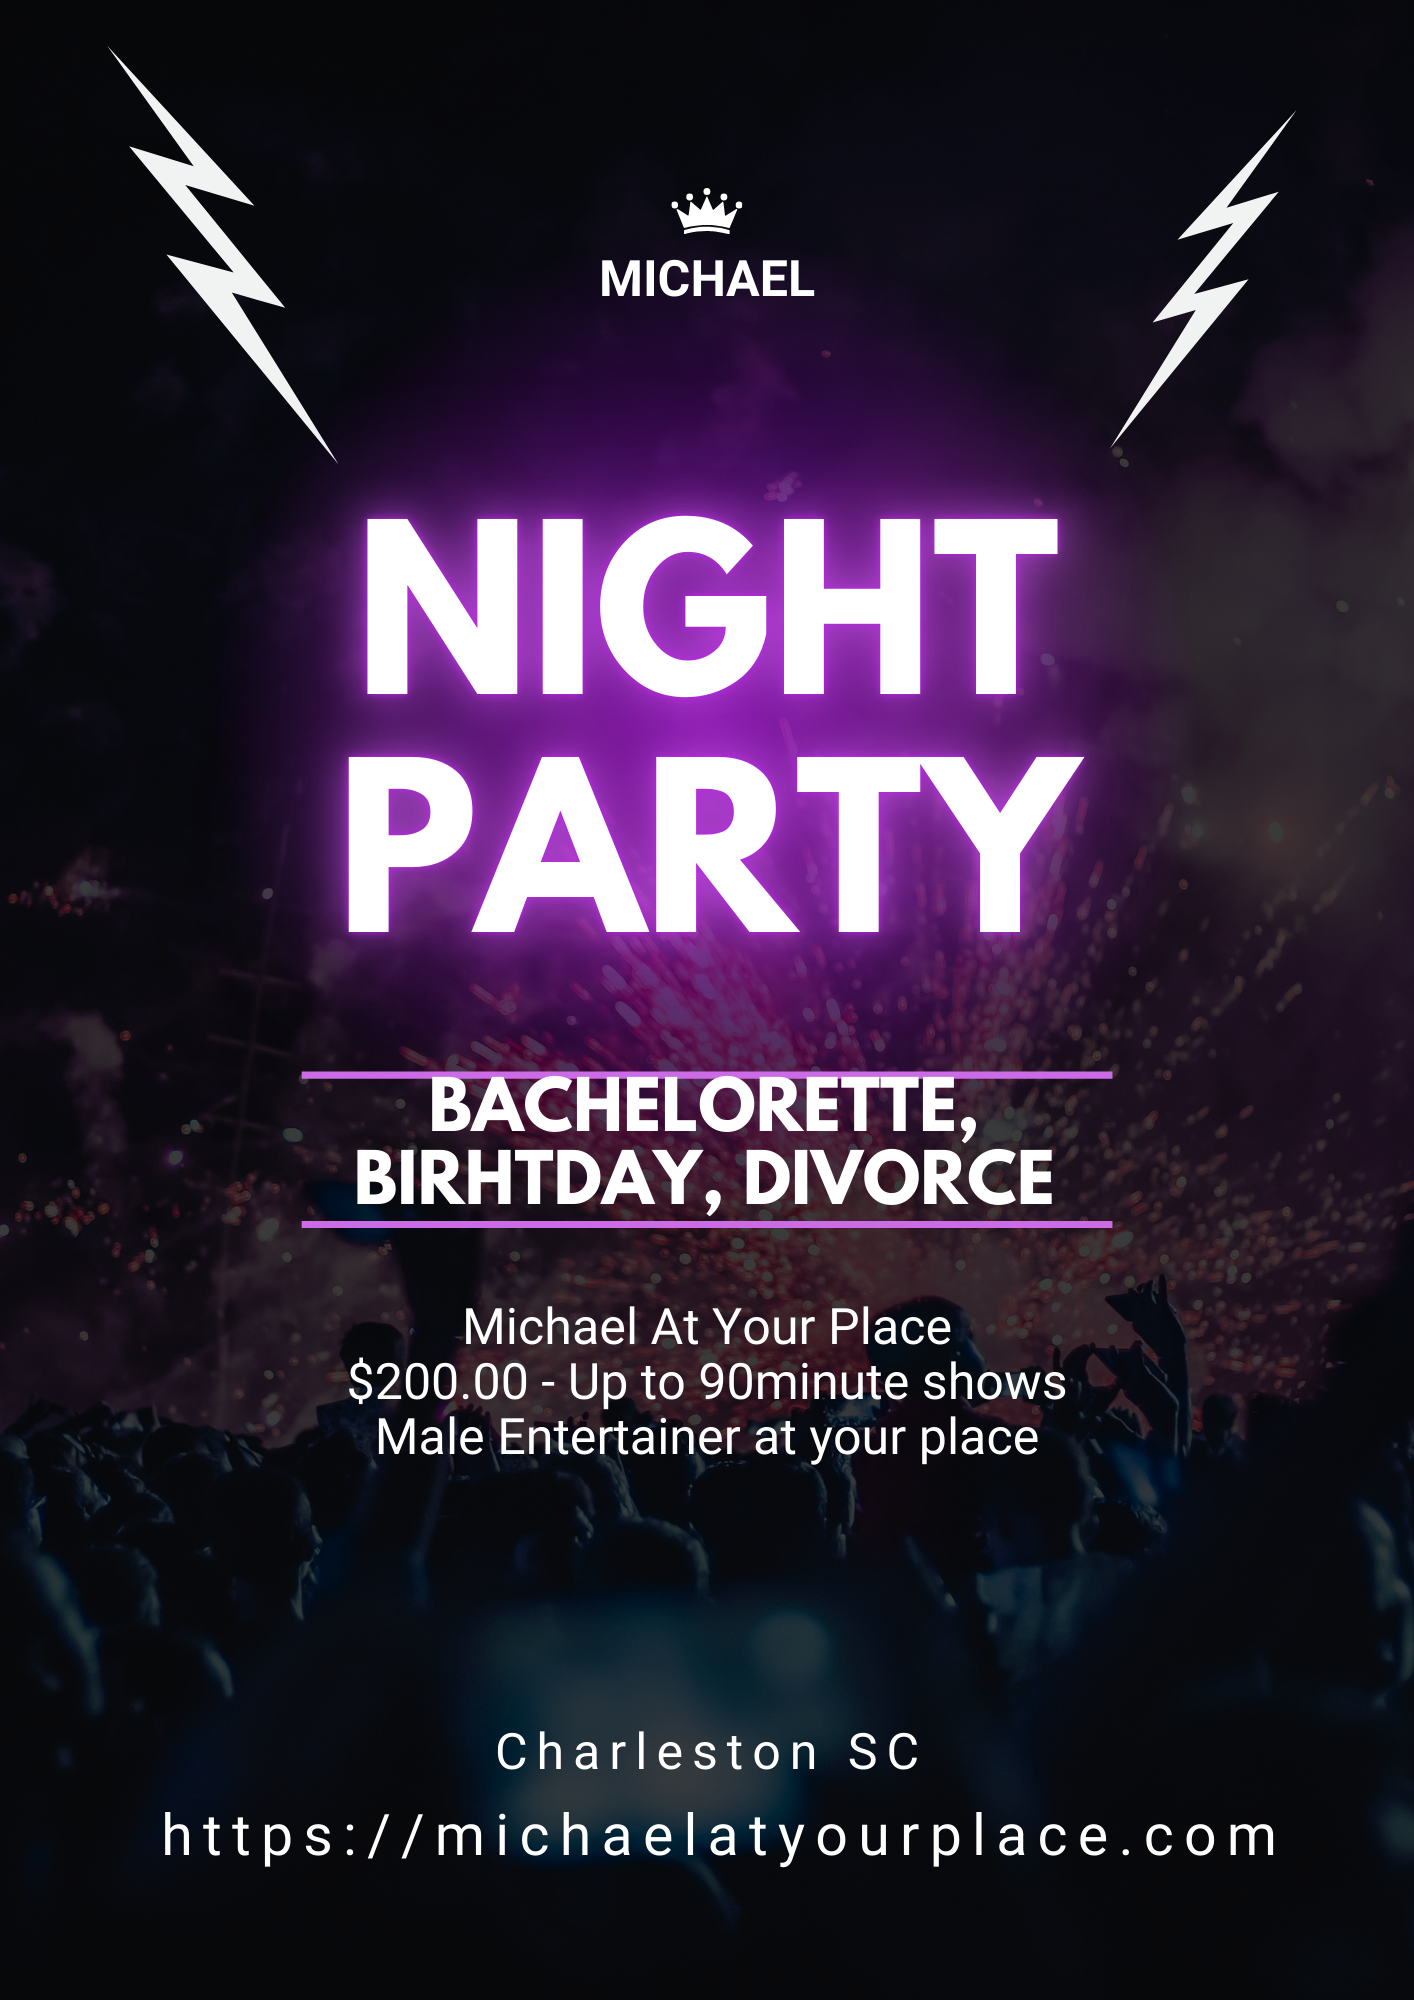 MICHAEL
NIGHT
PARTY
BACHELORETTE,
BIRHTDAY, DIVORCE
Michael At Your Place
$200.00 - Up to 90minute shows
Male Entertainer at your place
Charleston SC
https://michaelatyourplace.com